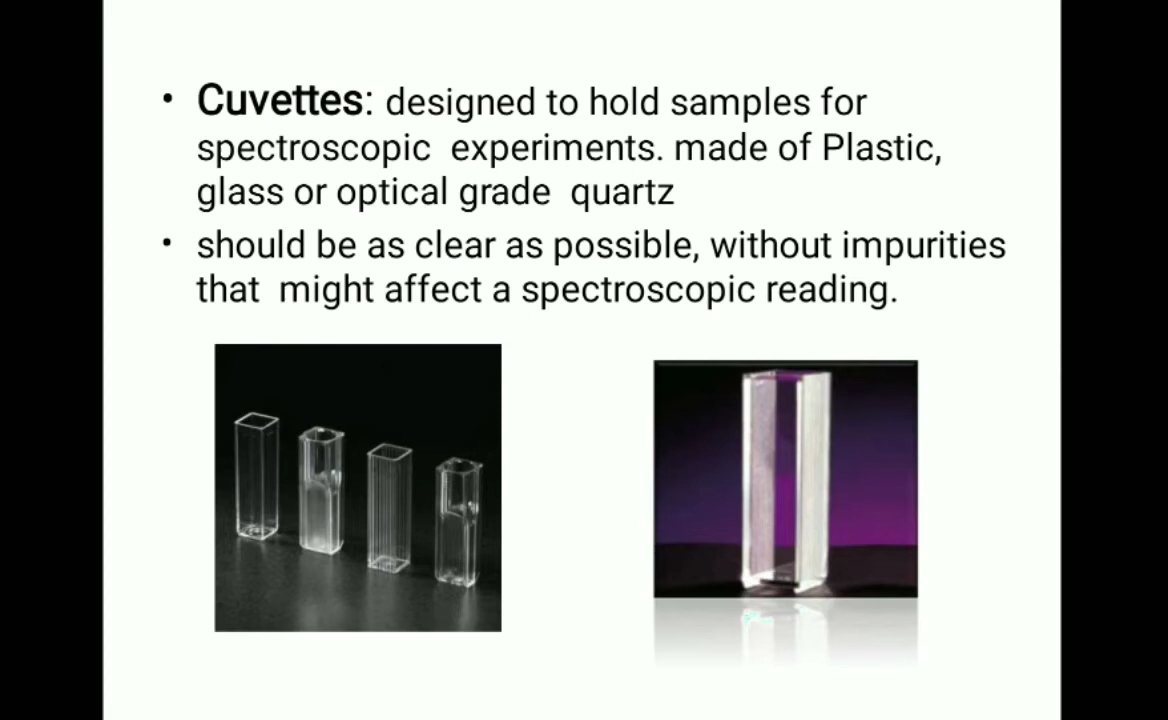 • Cuvettes: designed to hold samples for
spectroscopic experiments. made of Plastic,
glass or optical grade quartz
• should be as clear as possible, without impurities
that might affect a spectroscopic reading.